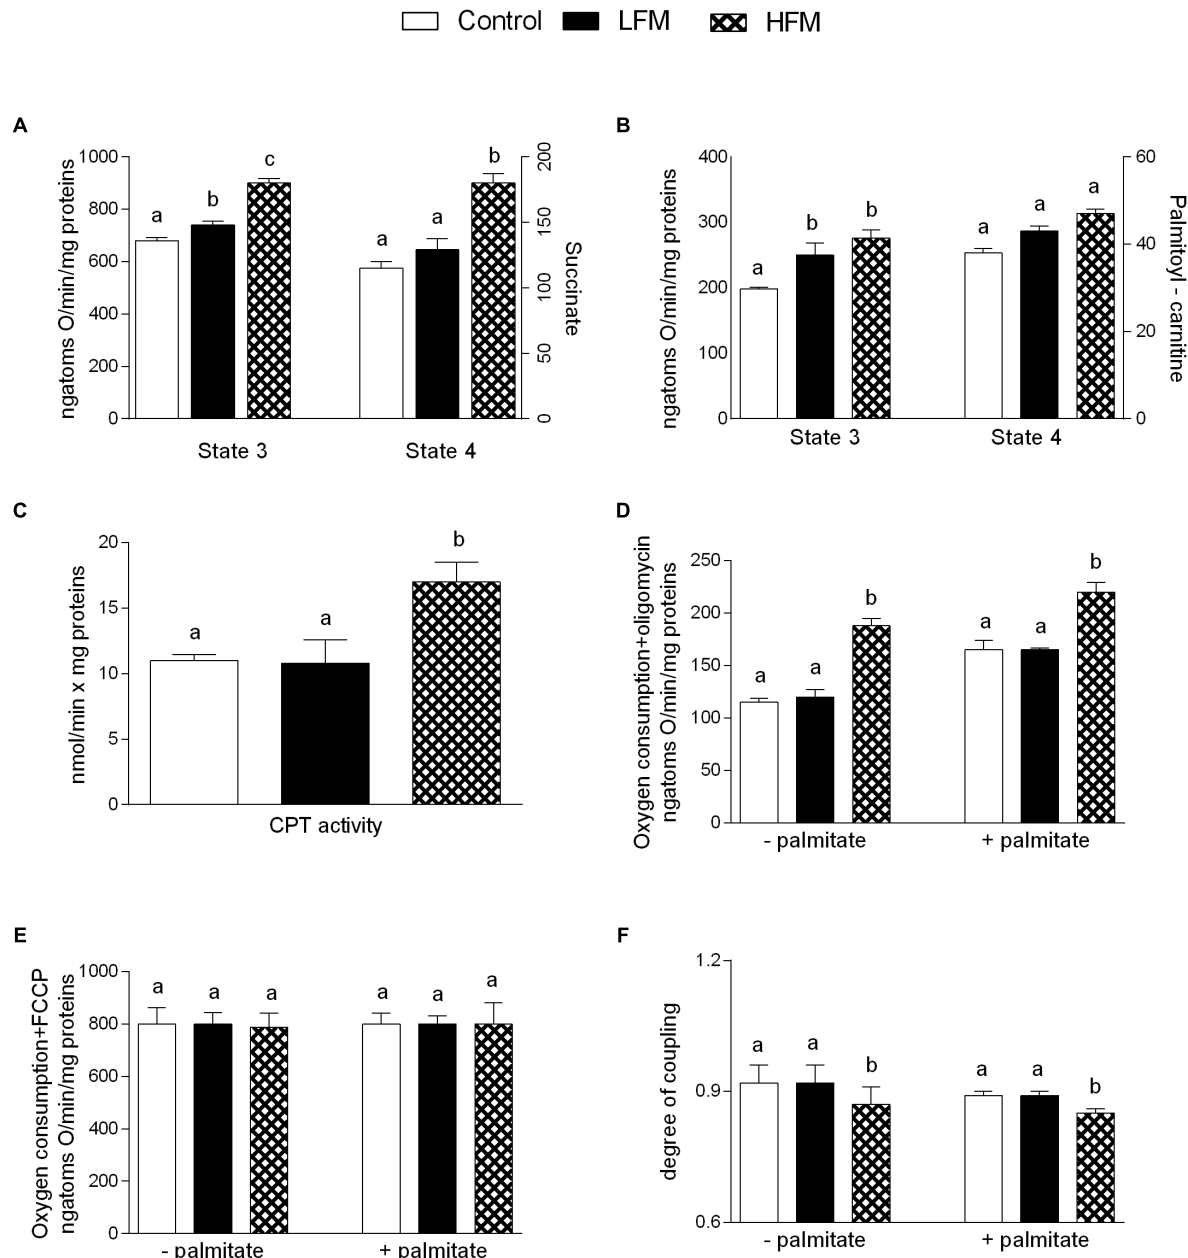 Control LFM HFM
A
ngatoms O/min/mg proteins
1000
800
600
400
200
0
a
b
c
a
a
b
200
150
100
50
0
Succinate
State 3
State 4
B
ngatoms O/min/mg proteins
400
300
200
100
0
a
b
b
a
a
a
60
40
20
0
Palmitoyl - carnitine
State 3
State 4
C
nmol/min x mg proteins
20
15
10
5
0
a
a
b
CPT activity
D
Oxygen consumption+oligomycin
ngatoms O/min/mg proteins
250
200
150
100
50
0
a
a
b
a
a
b
- palmitate
+ palmitate
E
Oxygen consumption+FCCP
ngatoms O/min/mg proteins
1000
800
600
400
200
0
a
a
a
a
a
a
- palmitate
+ palmitate
F
degree of coupling
1.2
0.9
0.6
a
a
b
a
a
b
- palmitate
+ palmitate